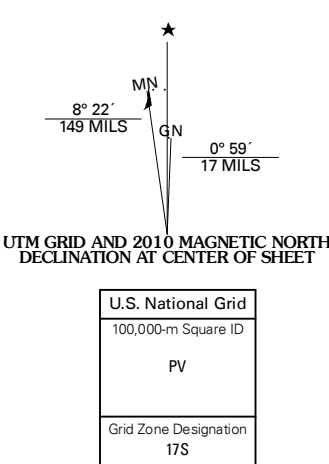 MN
8° 22´
149 MILS
GN
0° 59´
17 MILS
UTM GRID AND 2010 MAGNETIC NORTH
DECLINATION AT CENTER OF SHEET
U.S. National Grid
100,000-m Square ID
PV
Grid Zone Designation
17S